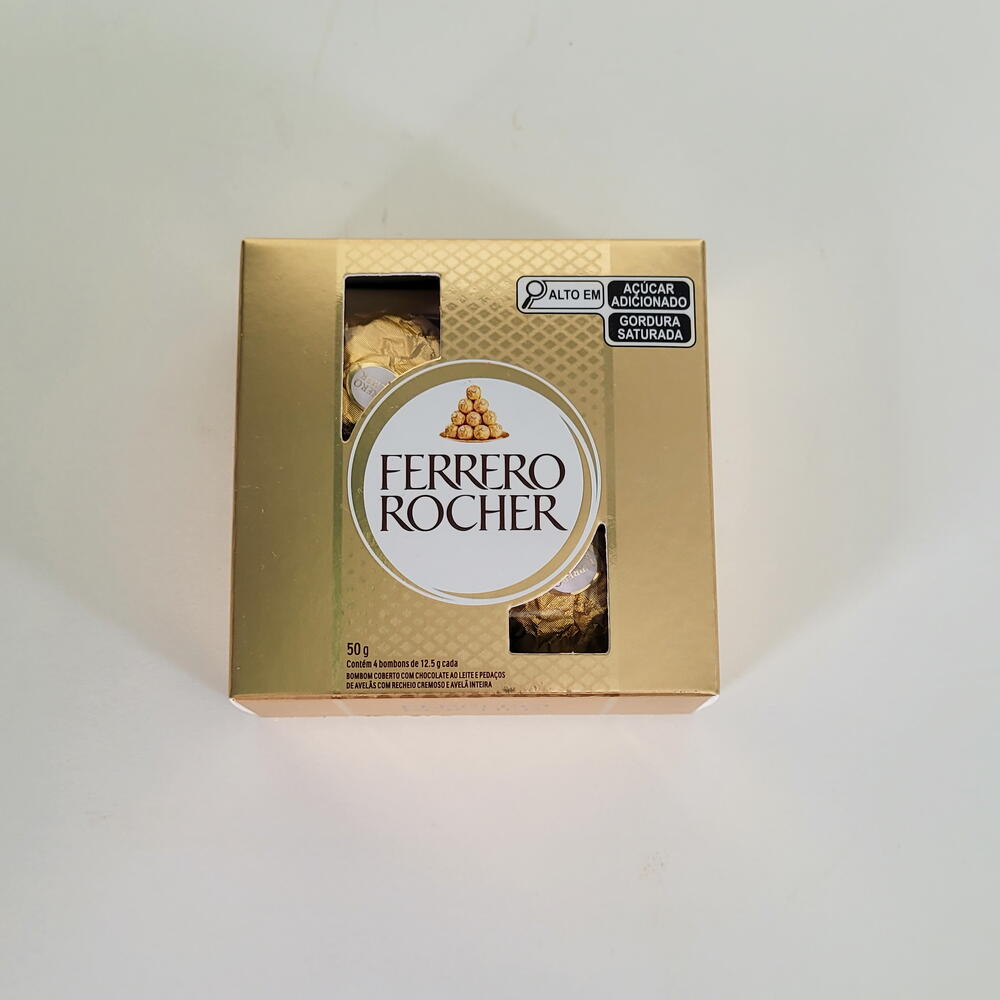 ALTO EM
AÇÚCAR
ADICIONADO
GORDURA
SATURADA
FERRERO
ROCHER
50 g
Contém 4 bombons de 12.5 g cada
BOMBOM COBERTO COM CHOCOLATE AO LEITE E PEDAÇOS
DE AVELÃS COM RECHEIO CREMOSO E AVELÃ INTEIRA